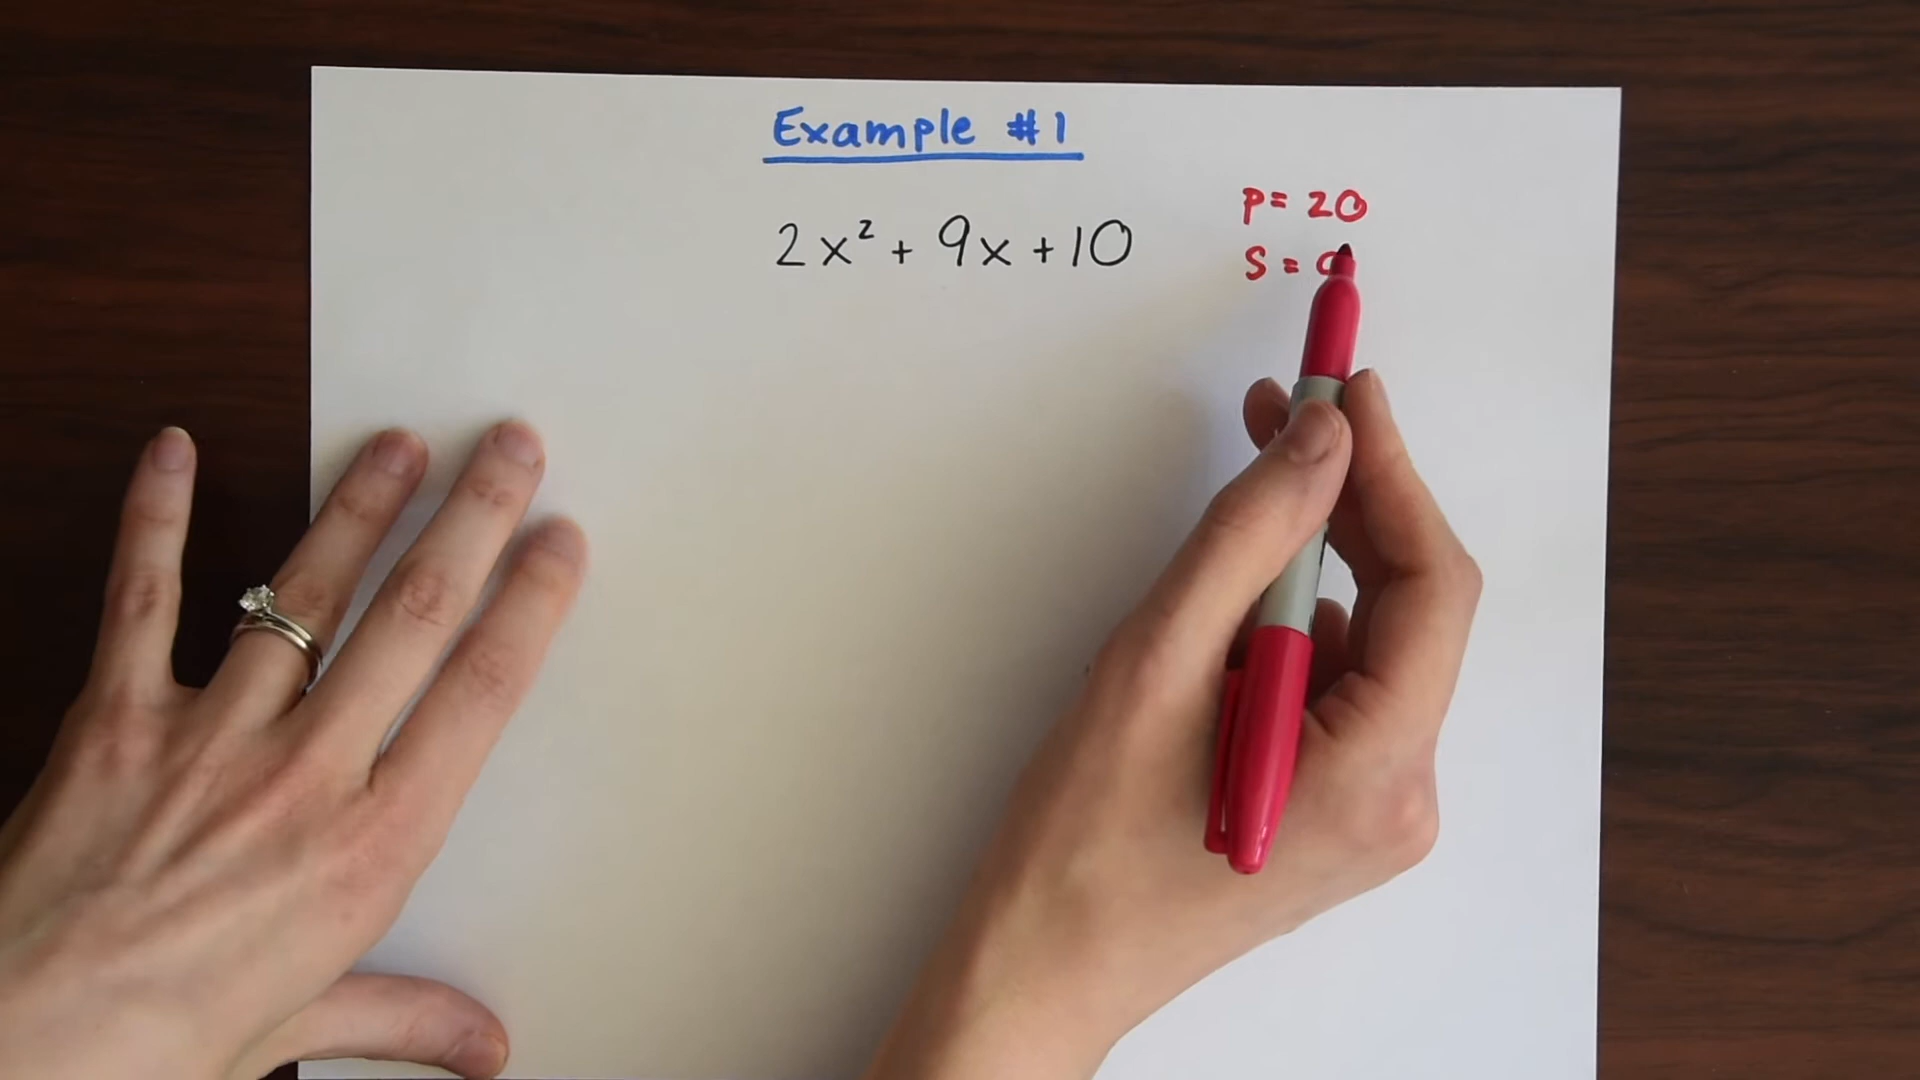 Example #1
2x² + 9x + 10
P = 20
S =